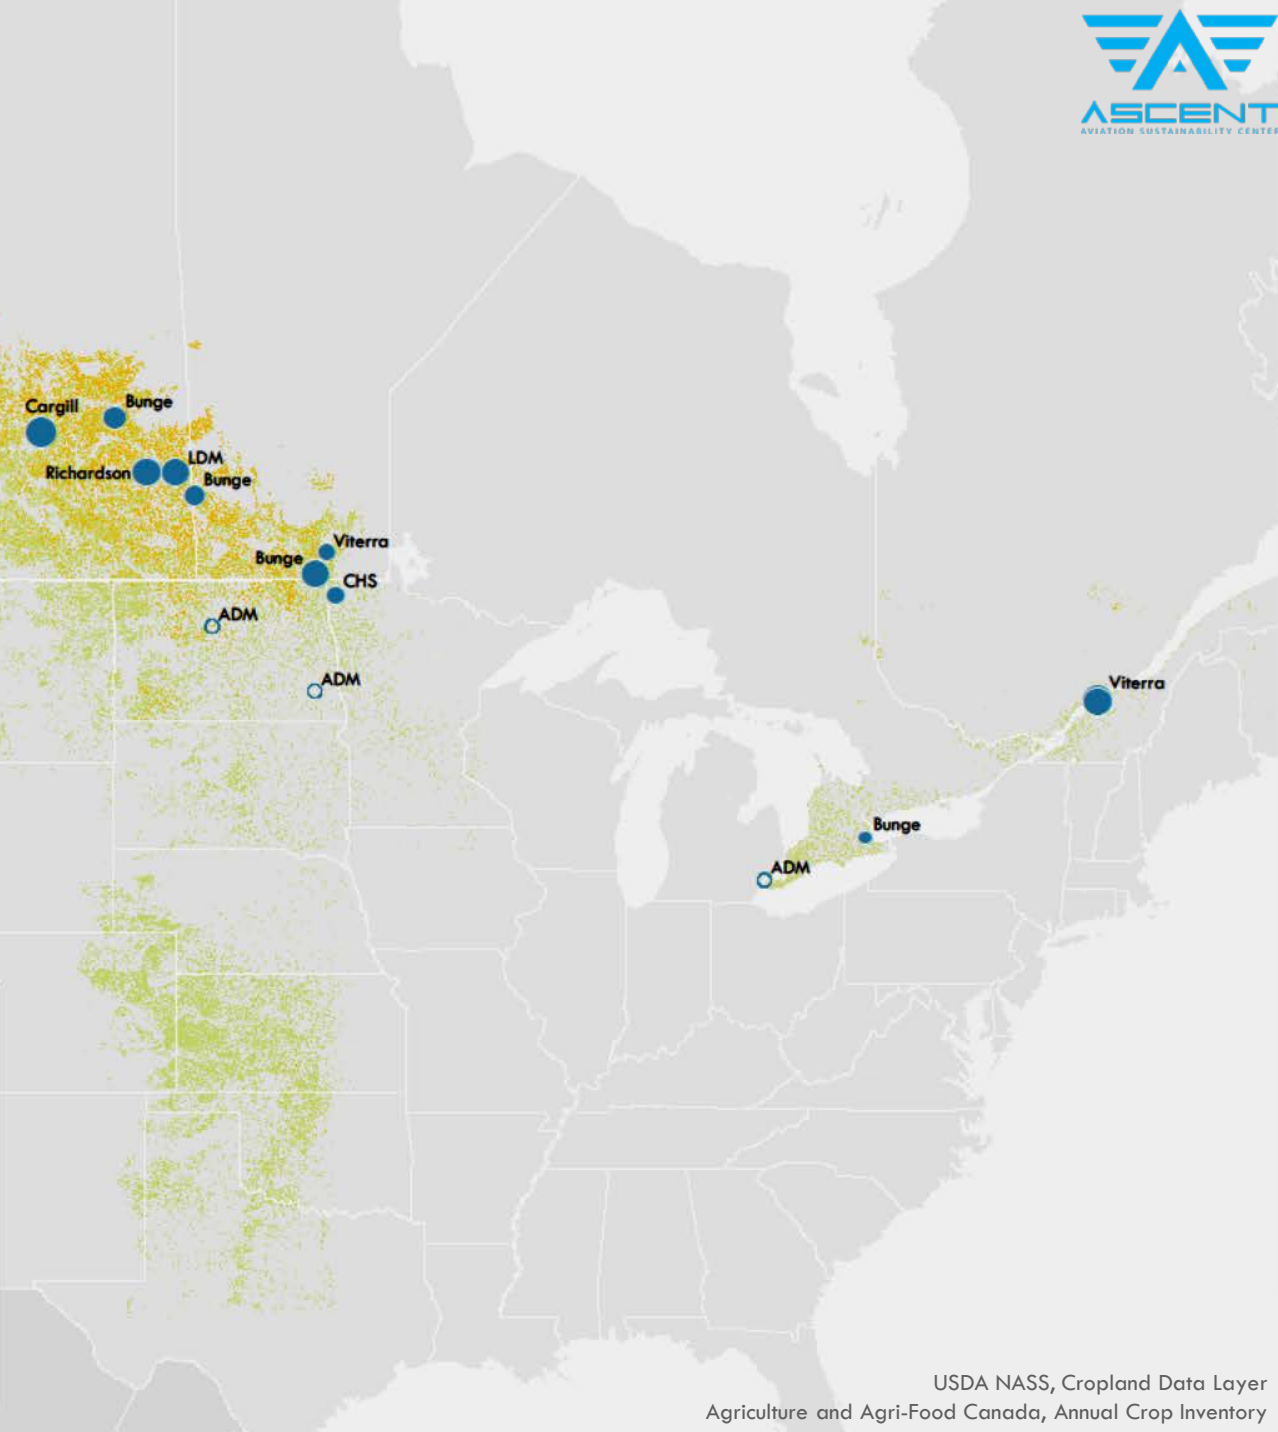 ASCENT
AVIATION SUSTAINABILITY CENTER
Cargill
Bunge
Richardson
LDM
Bunge
Viterra
Bunge
CHS
ADM
ADM
Viterra
Bunge
ADM
USDA NASS, Cropland Data Layer
Agriculture and Agri-Food Canada, Annual Crop Inventory